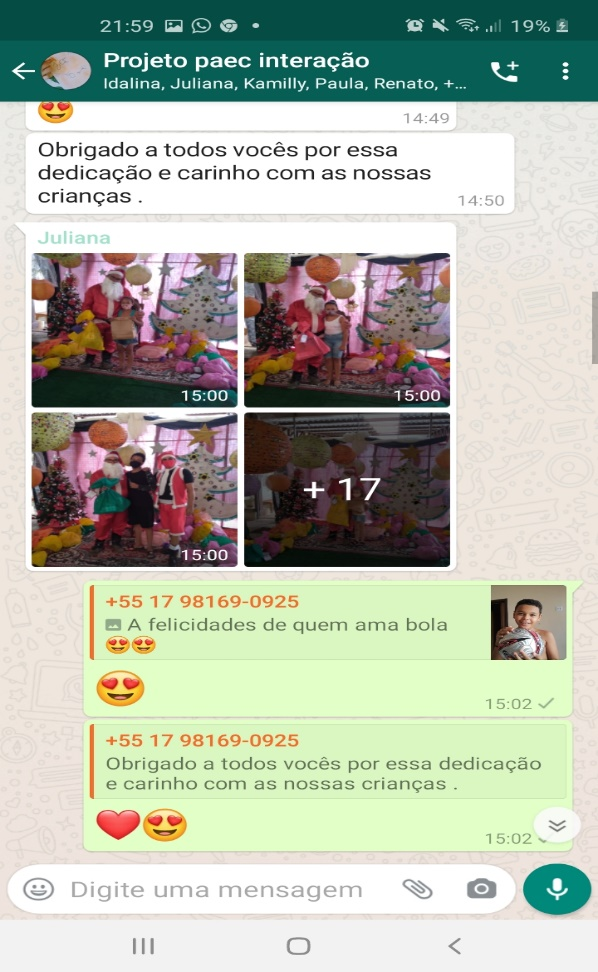 21:59
19%
Projeto paec interação
Idalina, Juliana, Kamilly, Paula, Renato, +...
😍
14:49
Obrigado a todos vocês por essa
dedicação e carinho com as nossas
crianças .
14:50
Juliana
15:00
15:00
15:00
+ 17
+55 17 98169-0925
A felicidades de quem ama bola
😍😍
😍
15:02
+55 17 98169-0925
Obrigado a todos vocês por essa dedicação
e carinho com as nossas crianças .
❤️😍
15:02
Digite uma mensagem